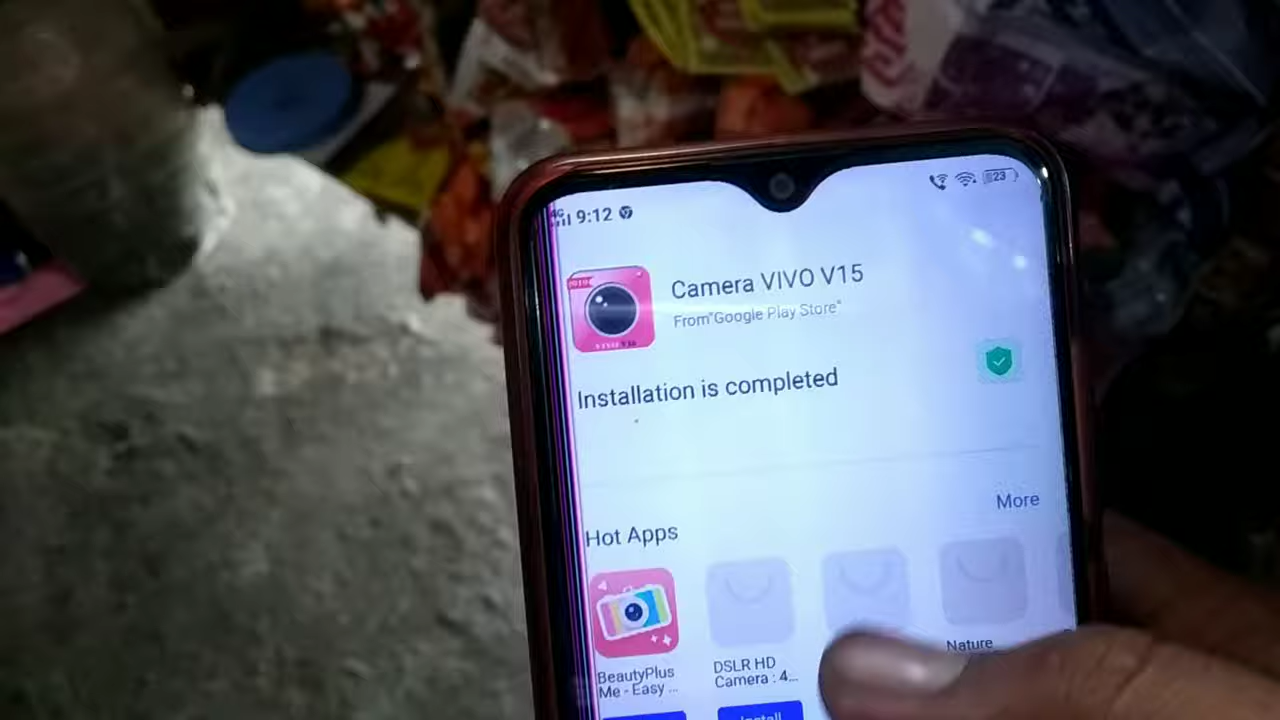 4G 9:12 23
Camera VIVO V15
From"Google Play Store"
Installation is completed
More
Hot Apps
BeautyPlus
Me - Easy ...
DSLR HD
Camera : 4...
Nature
Install